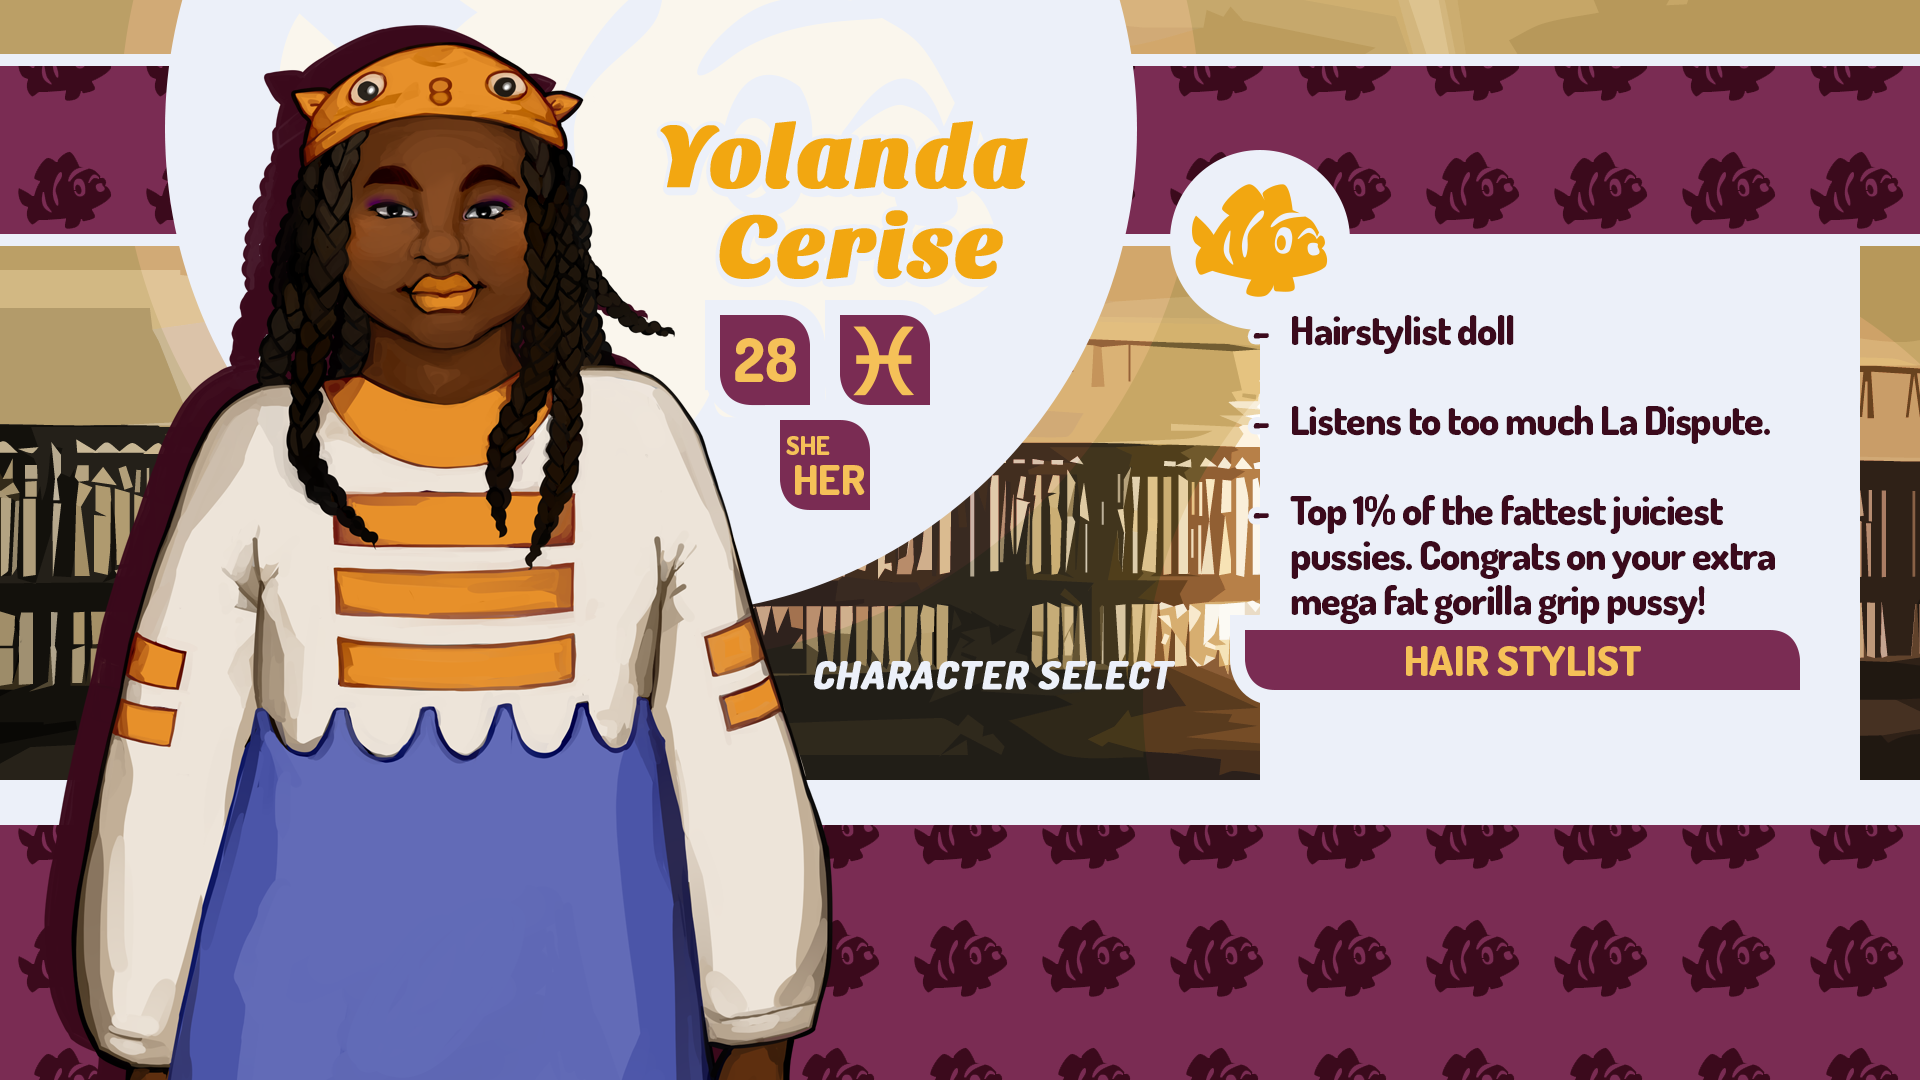 Yolanda
Cerise
28
♓
SHE
HER
- Hairstylist doll
- Listens to too much La Dispute.
- Top 1% of the fattest juiciest
pussies. Congrats on your extra
mega fat gorilla grip pussy!
HAIR STYLIST
CHARACTER SELECT